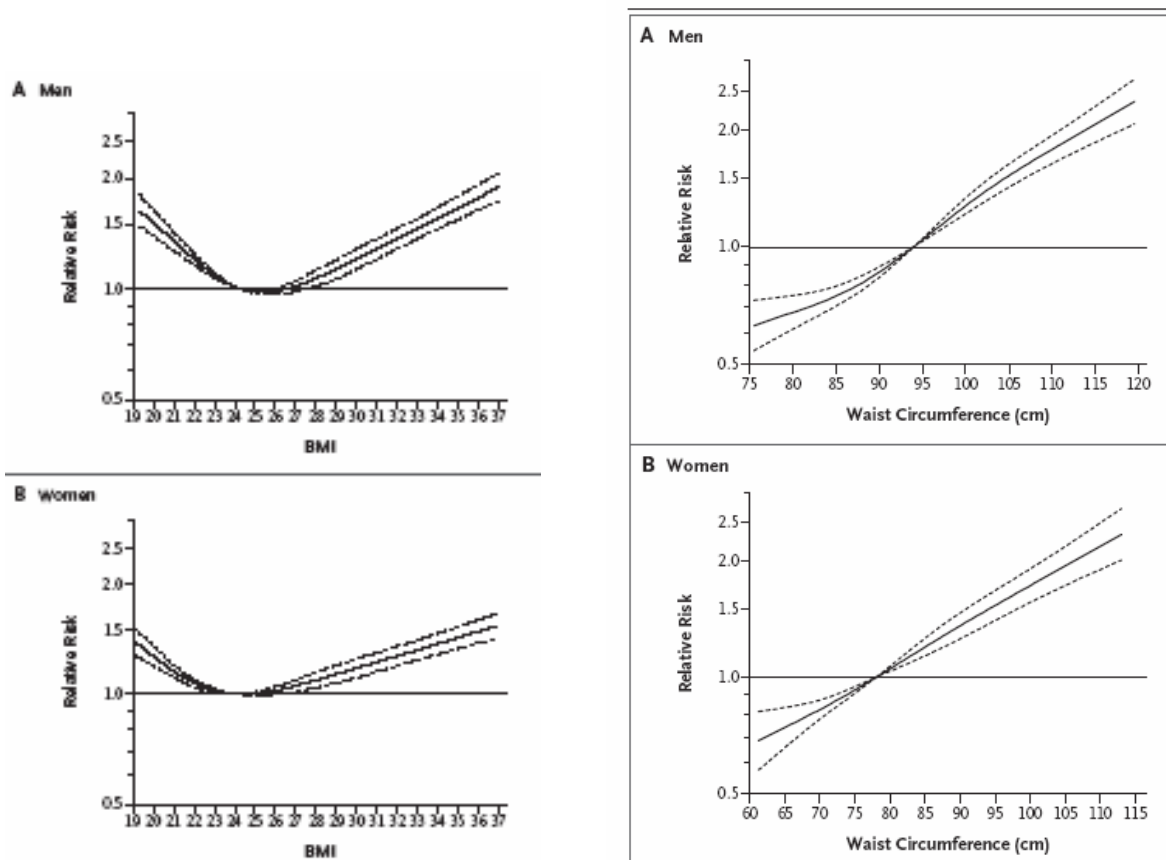 A Men
2.5
2.0
1.5
1.0
0.5
Relative Risk
19 20 21 22 23 24 25 26 27 28 29 30 31 32 33 34 35 36 37
BMI
B Women
2.5
2.0
1.5
1.0
0.5
Relative Risk
19 20 21 22 23 24 25 26 27 28 29 30 31 32 33 34 35 36 37
BMI
A Men
2.5
2.0
1.5
1.0
0.5
Relative Risk
75 80 85 90 95 100 105 110 115 120
Waist Circumference (cm)
B Women
2.5
2.0
1.5
1.0
0.5
Relative Risk
60 65 70 75 80 85 90 95 100 105 110 115
Waist Circumference (cm)